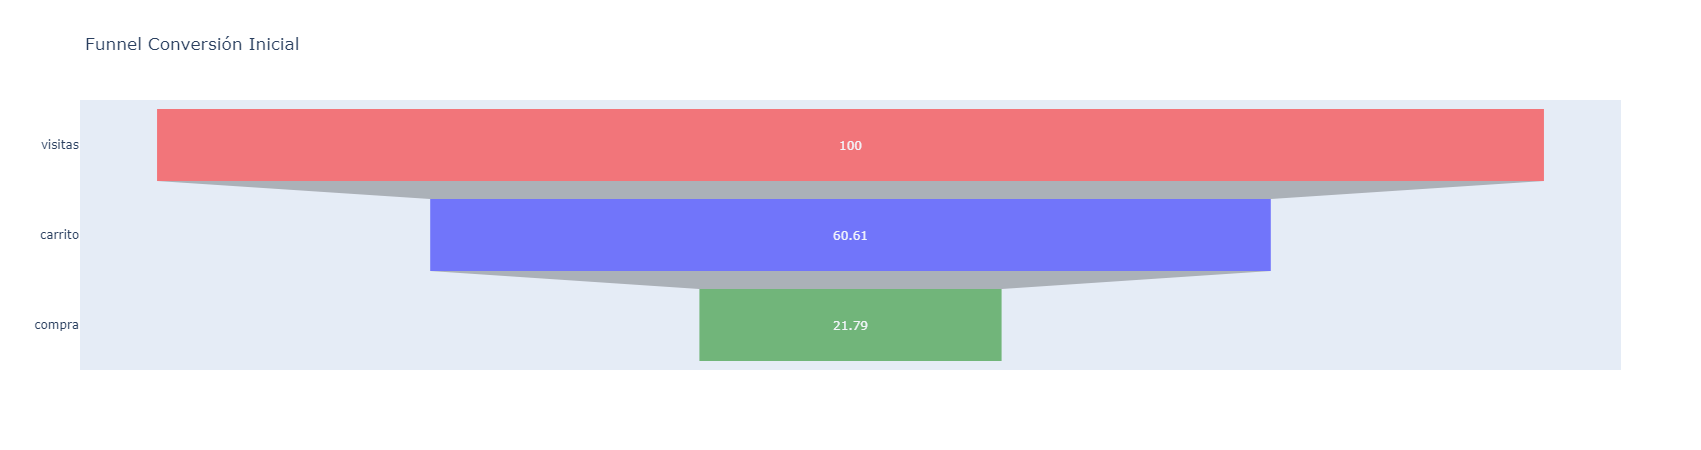 Funnel Conversión Inicial
visitas
100
carrito
60.61
compra
21.79